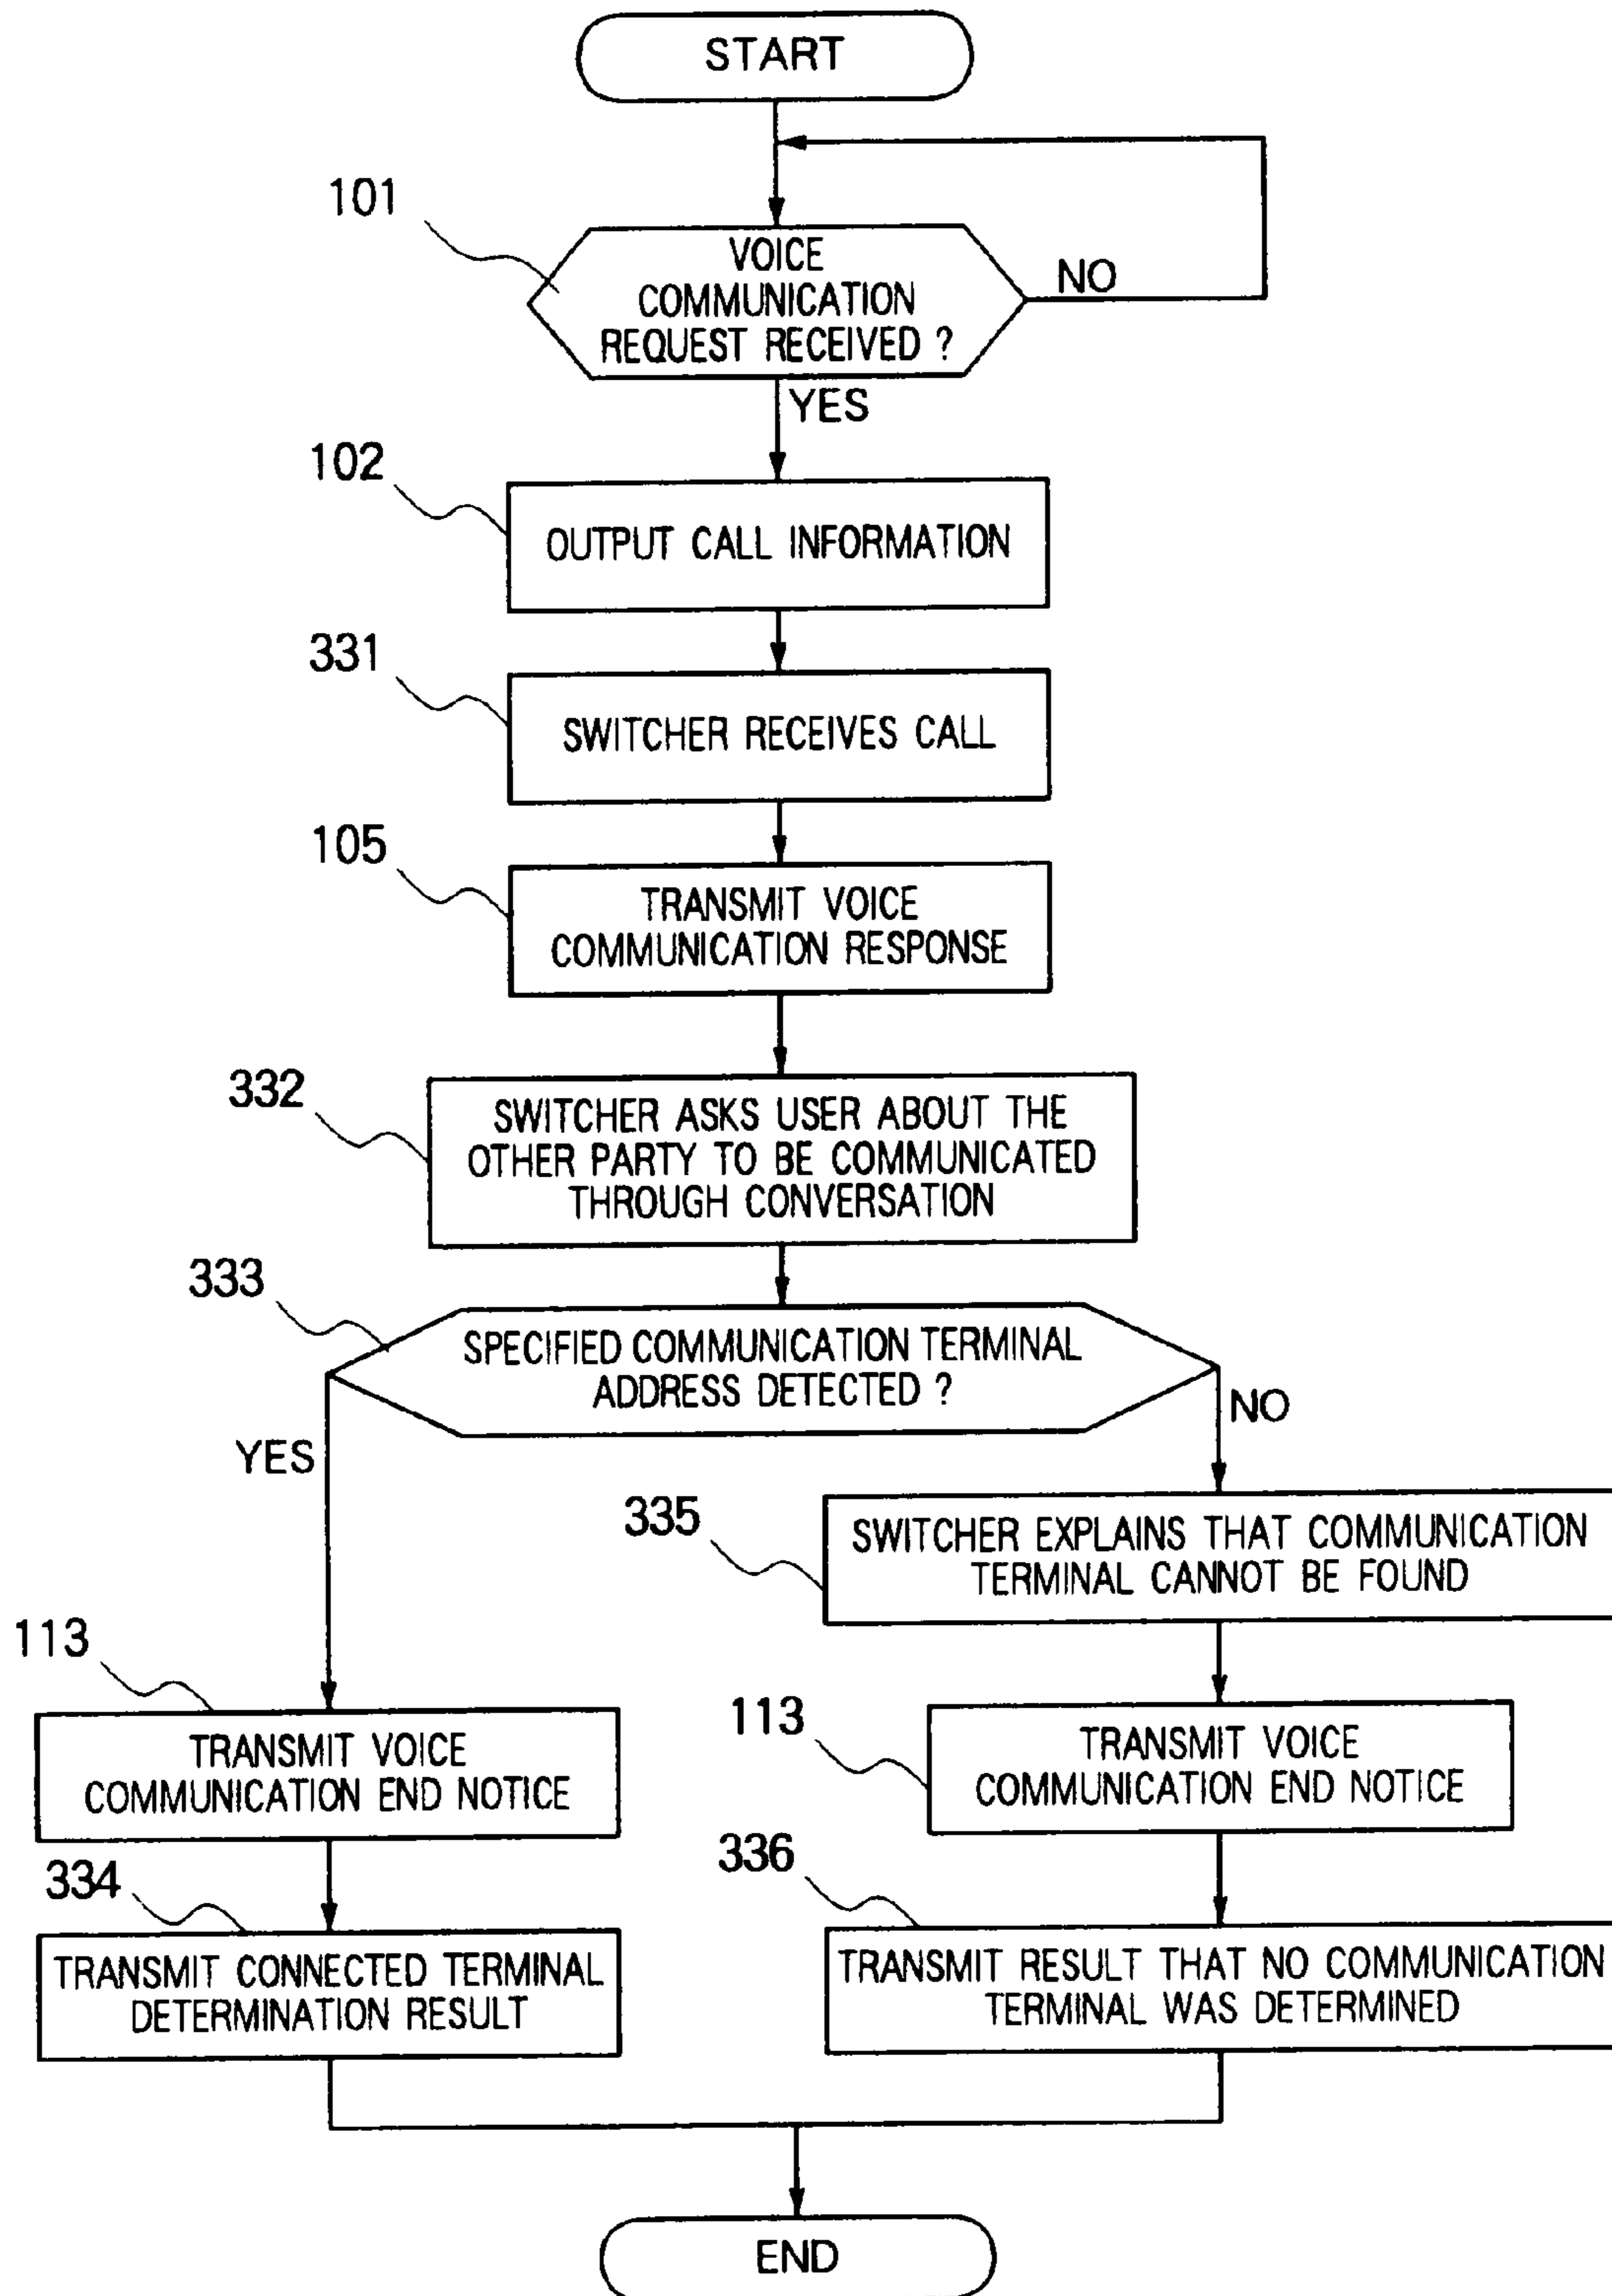 START
101
VOICE
COMMUNICATION
REQUEST RECEIVED ?
NO
YES
102
OUTPUT CALL INFORMATION
331
SWITCHER RECEIVES CALL
105
TRANSMIT VOICE
COMMUNICATION RESPONSE
332
SWITCHER ASKS USER ABOUT THE
OTHER PARTY TO BE COMMUNICATED
THROUGH CONVERSATION
333
SPECIFIED COMMUNICATION TERMINAL
ADDRESS DETECTED ?
YES
NO
335
SWITCHER EXPLAINS THAT COMMUNICATION
TERMINAL CANNOT BE FOUND
113
TRANSMIT VOICE
COMMUNICATION END NOTICE
113
TRANSMIT VOICE
COMMUNICATION END NOTICE
334
TRANSMIT CONNECTED TERMINAL
DETERMINATION RESULT
336
TRANSMIT RESULT THAT NO COMMUNICATION
TERMINAL WAS DETERMINED
END